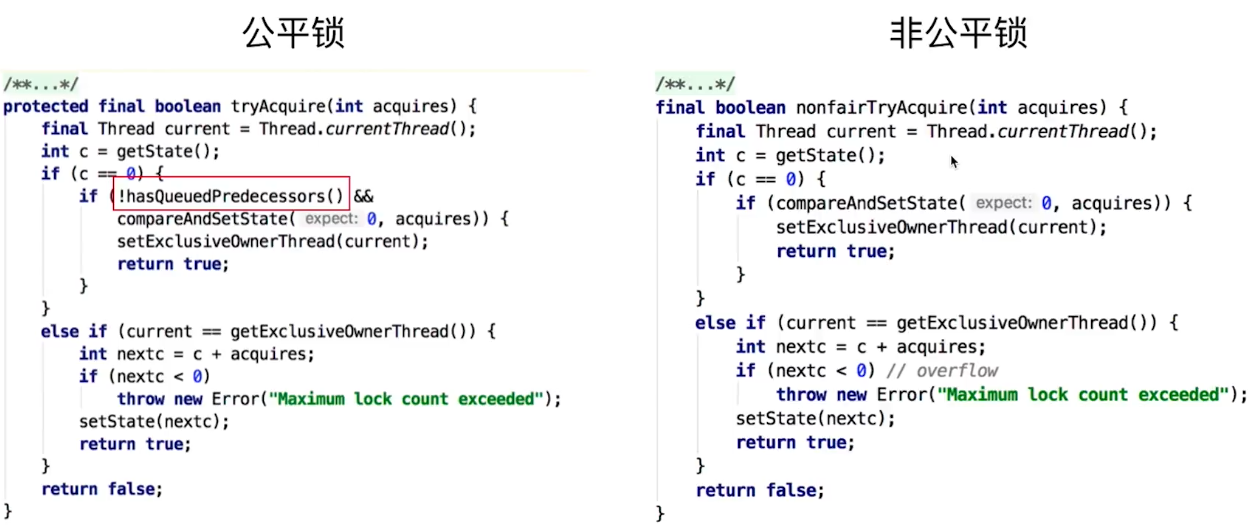 公平锁
/**...*/
protected final boolean tryAcquire(int acquires) {
    final Thread current = Thread.currentThread();
    int c = getState();
    if (c == 0) {
        if (!hasQueuedPredecessors() &&
            compareAndSetState( expect: 0, acquires)) {
            setExclusiveOwnerThread(current);
            return true;
        }
    }
    else if (current == getExclusiveOwnerThread()) {
        int nextc = c + acquires;
        if (nextc < 0)
            throw new Error("Maximum lock count exceeded");
        setState(nextc);
        return true;
    }
    return false;
}
非公平锁
/**...*/
final boolean nonfairTryAcquire(int acquires) {
    final Thread current = Thread.currentThread();
    int c = getState();
    if (c == 0) {
        if (compareAndSetState( expect: 0, acquires)) {
            setExclusiveOwnerThread(current);
            return true;
        }
    }
    else if (current == getExclusiveOwnerThread()) {
        int nextc = c + acquires;
        if (nextc < 0) // overflow
            throw new Error("Maximum lock count exceeded");
        setState(nextc);
        return true;
    }
    return false;
}